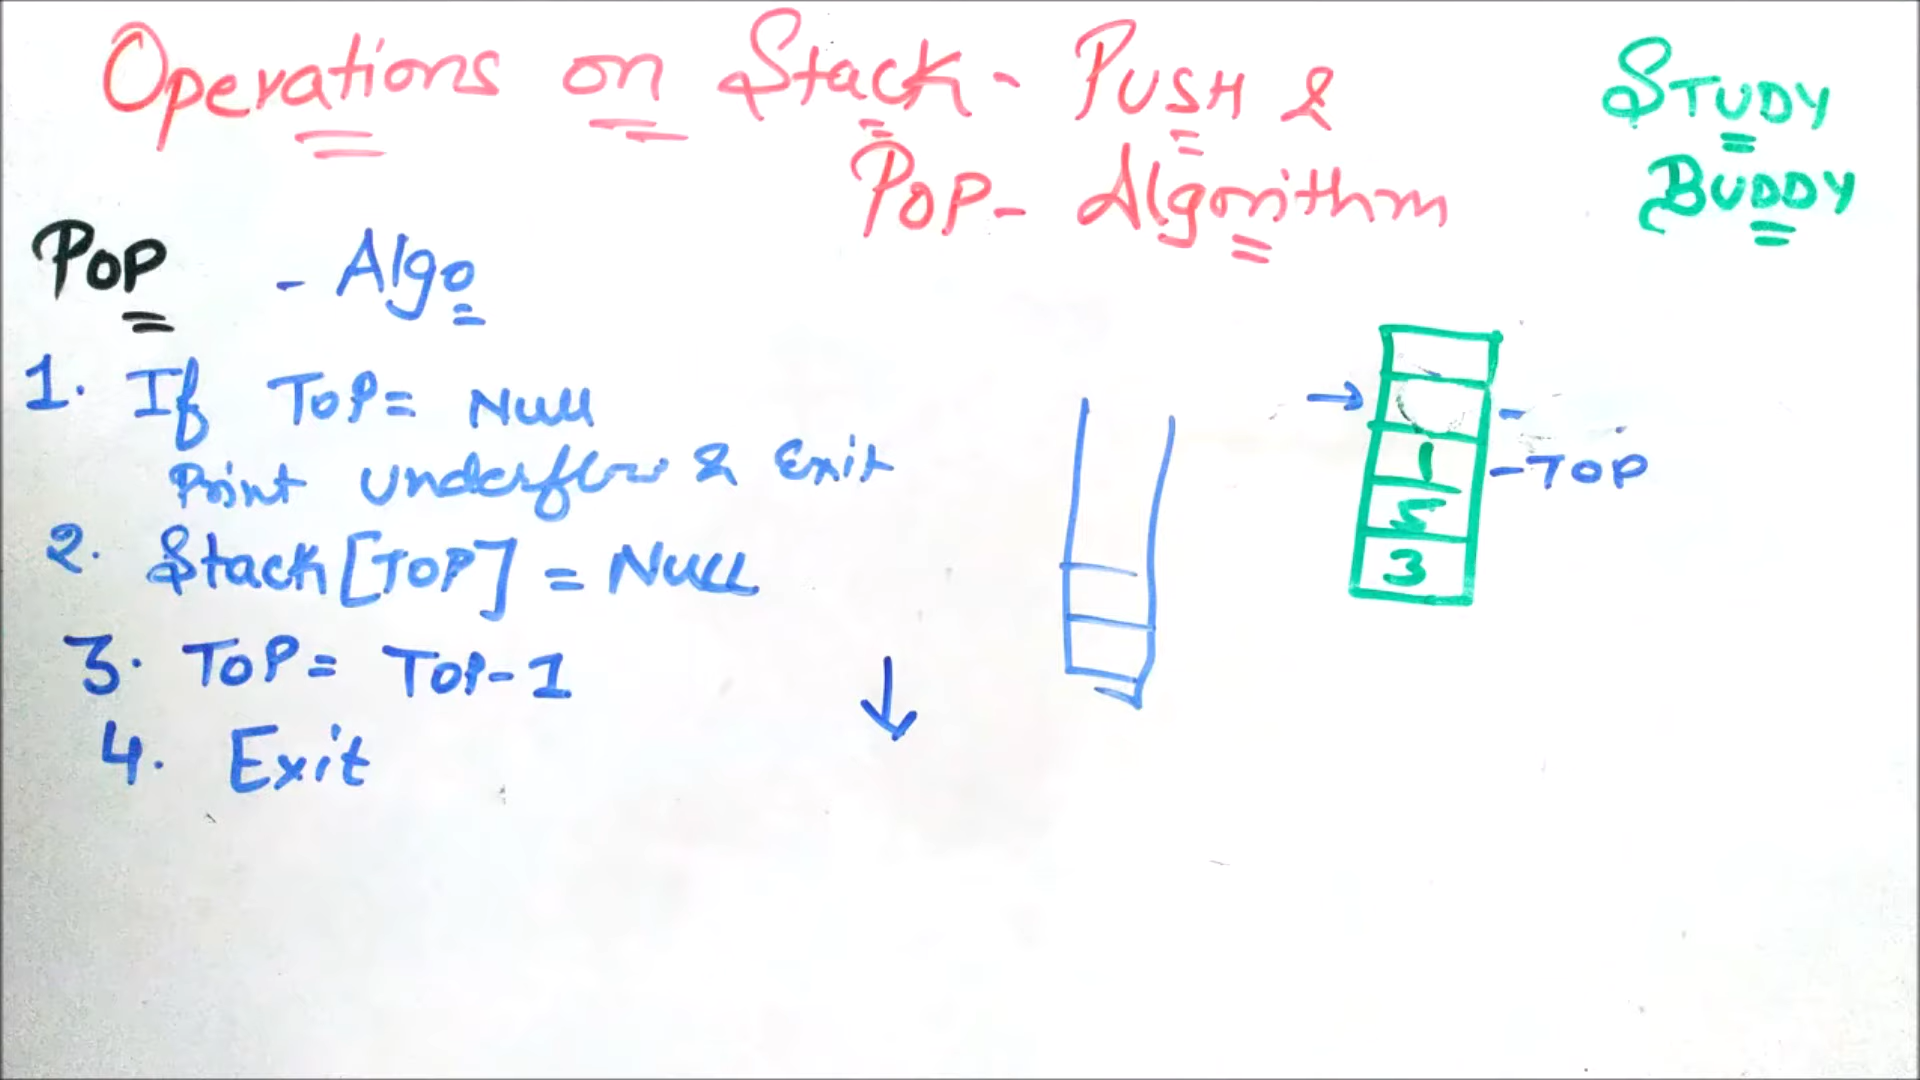 Operations on Stack - PUSH &
POP - Algorithm
STUDY
BUDDY
POP - Algo
1. If TOP = Null
Print underflow & Exit
2. Stack[TOP] = Null
3. TOP = TOP-1
4. Exit
1
- TOP
5
3